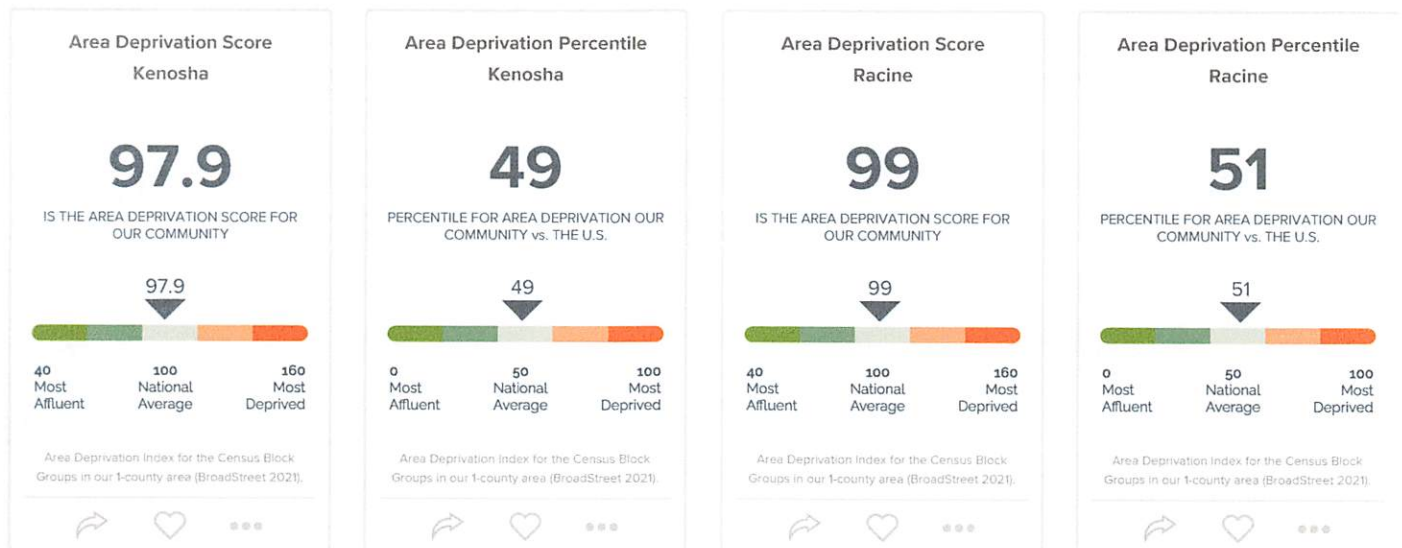 Area Deprivation Score
Kenosha
97.9
IS THE AREA DEPRIVATION SCORE FOR
OUR COMMUNITY
97.9
40 100 160
Most National Most
Affluent Average Deprived
Area Deprivation Index for the Census Block
Groups in our 1-county area (BroadStreet 2021).
Area Deprivation Percentile
Kenosha
49
PERCENTILE FOR AREA DEPRIVATION OUR
COMMUNITY vs. THE U.S.
49
0 50 100
Most National Most
Affluent Average Deprived
Area Deprivation Index for the Census Block
Groups in our 1-county area (BroadStreet 2021).
Area Deprivation Score
Racine
99
IS THE AREA DEPRIVATION SCORE FOR
OUR COMMUNITY
99
40 100 160
Most National Most
Affluent Average Deprived
Area Deprivation Index for the Census Block
Groups in our 1-county area (BroadStreet 2021).
Area Deprivation Percentile
Racine
51
PERCENTILE FOR AREA DEPRIVATION OUR
COMMUNITY vs. THE U.S.
51
0 50 100
Most National Most
Affluent Average Deprived
Area Deprivation Index for the Census Block
Groups in our 1-county area (BroadStreet 2021).